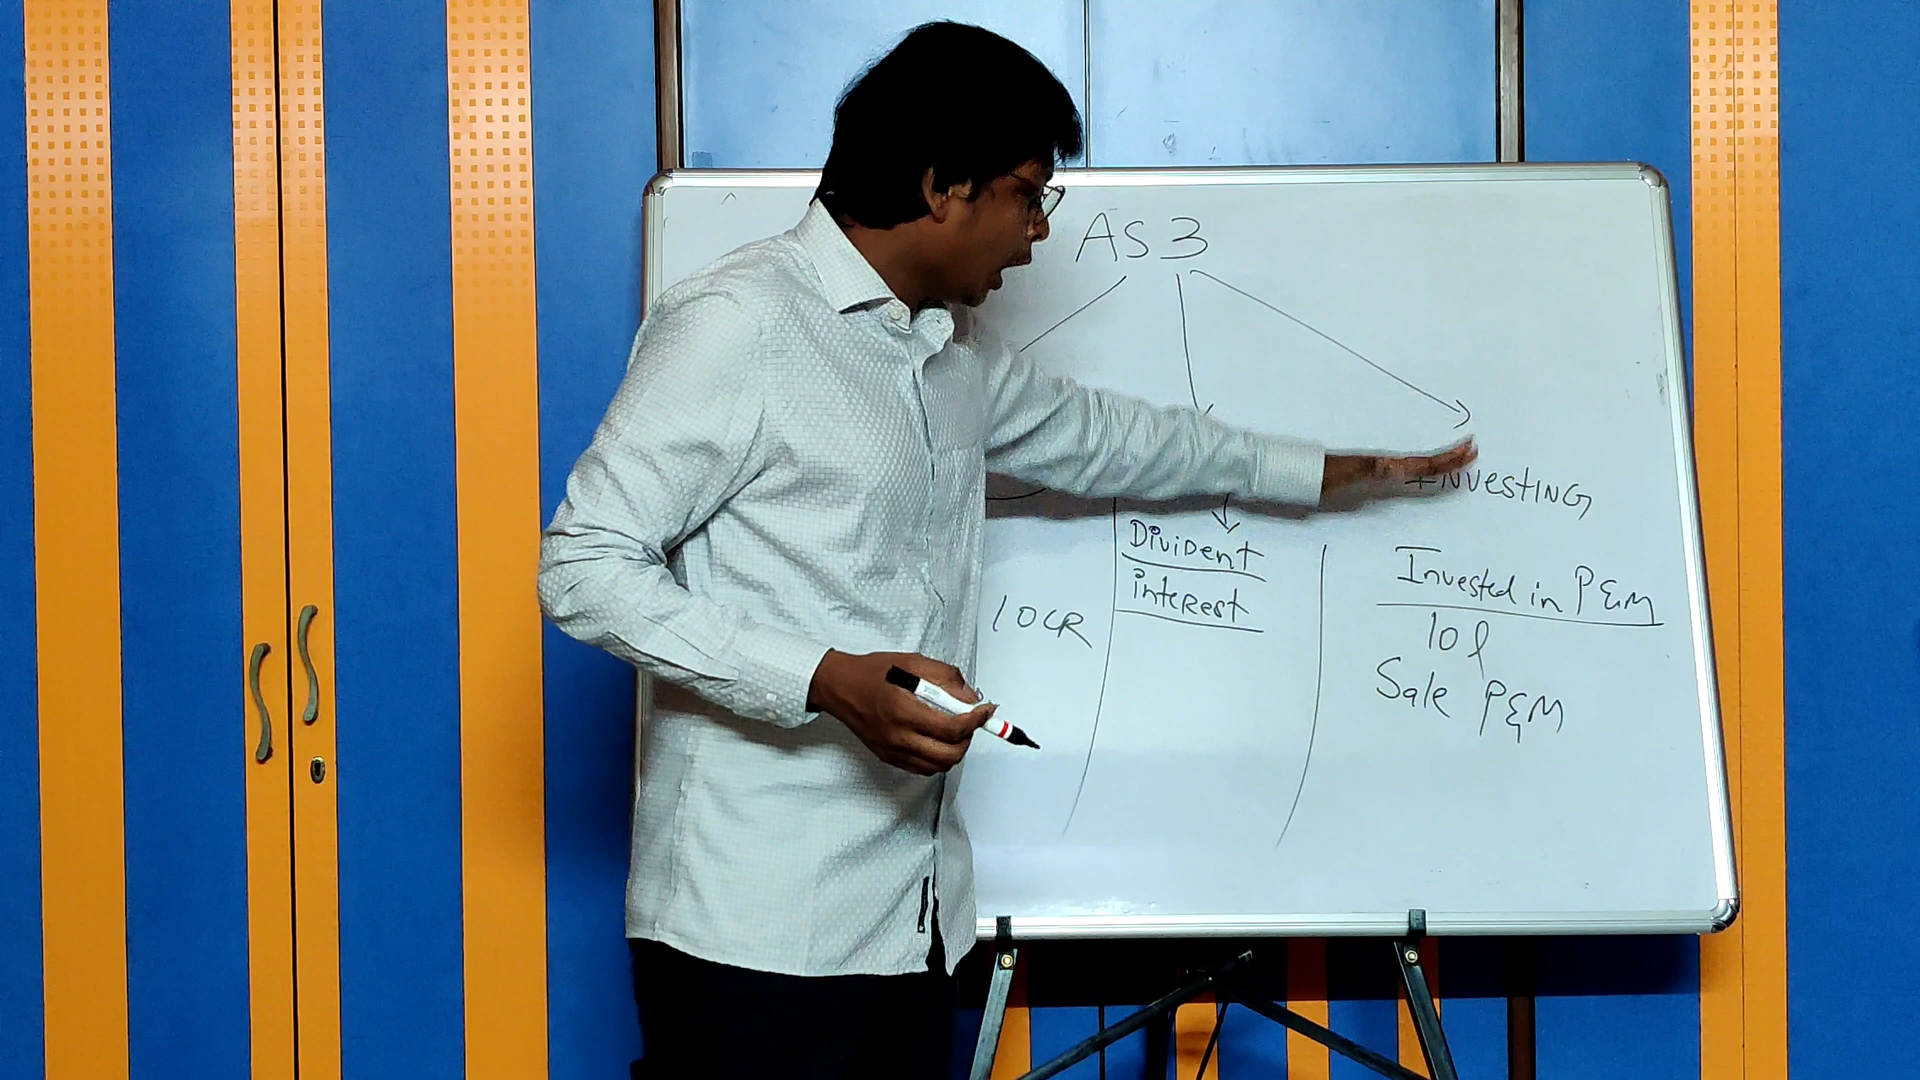 AS 3
INVestING
Divident
interest
10 CR
Invested in P&M
10 l
Sale P&M